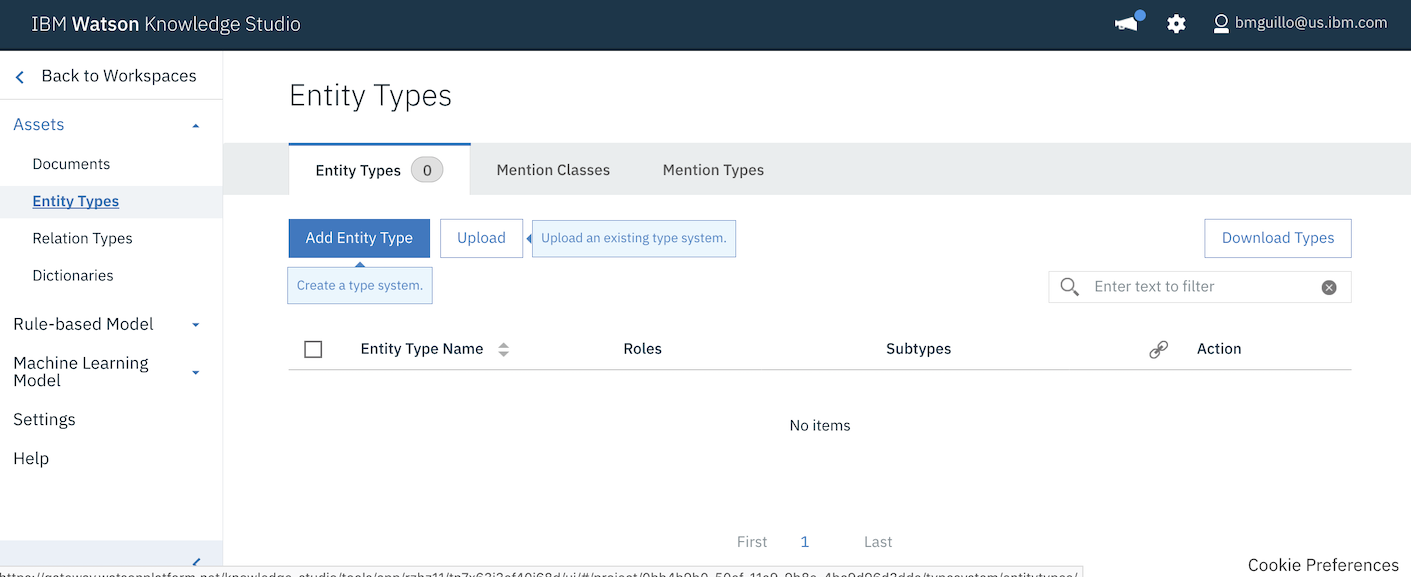 IBM Watson Knowledge Studio
bmguillo@us.ibm.com
Back to Workspaces
Assets
Documents
Entity Types
Relation Types
Dictionaries
Rule-based Model
Machine Learning
Model
Settings
Help
Entity Types
Entity Types 0 Mention Classes Mention Types
Add Entity Type Upload Upload an existing type system. Download Types
Create a type system.
Enter text to filter
Entity Type Name Roles Subtypes Action
No items
First 1 Last
Cookie Preferences